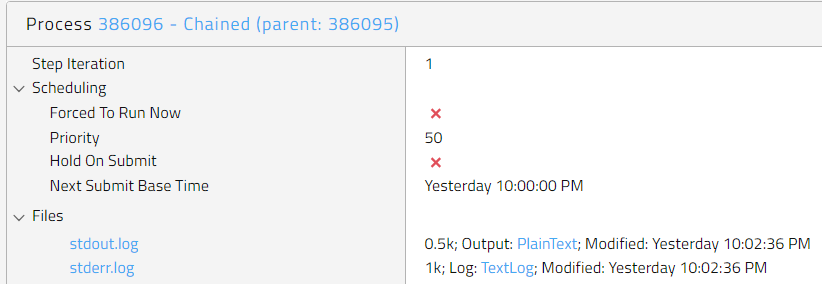 Process 386096 - Chained (parent: 386095)
Step Iteration 1
Scheduling
Forced To Run Now
Priority 50
Hold On Submit
Next Submit Base Time Yesterday 10:00:00 PM
Files
stdout.log 0.5k; Output: PlainText; Modified: Yesterday 10:02:36 PM
stderr.log 1k; Log: TextLog; Modified: Yesterday 10:02:36 PM